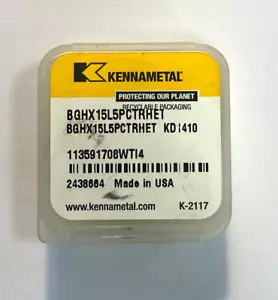 KENNAMETAL
PROTECTING OUR PLANET
RECYCLABLE PACKAGING
BGHX15L5PCTRHET
BGHX15L5PCTRHET KD1410
113591708WTI4
2438664 Made in USA
www.kennametal.com K-2117